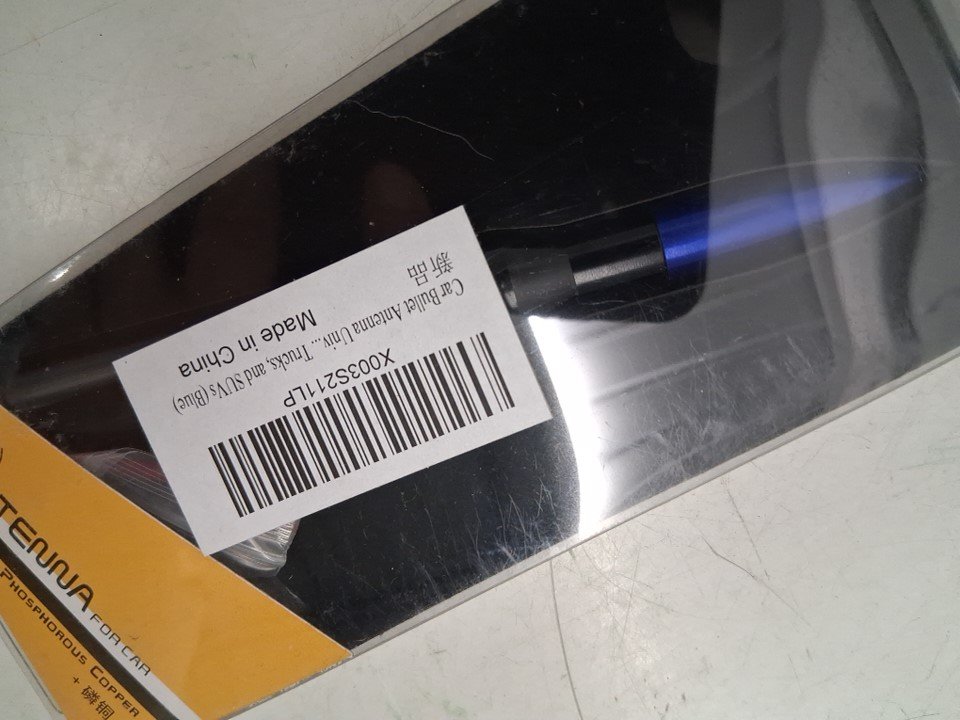 X003S211LP
Car Bullet Antenna Univ... Trucks, and SUVs (Blue)
新品
Made in China
TENNA FOR CAR
PHOSPHOROUS COPPER
+ 磷铜